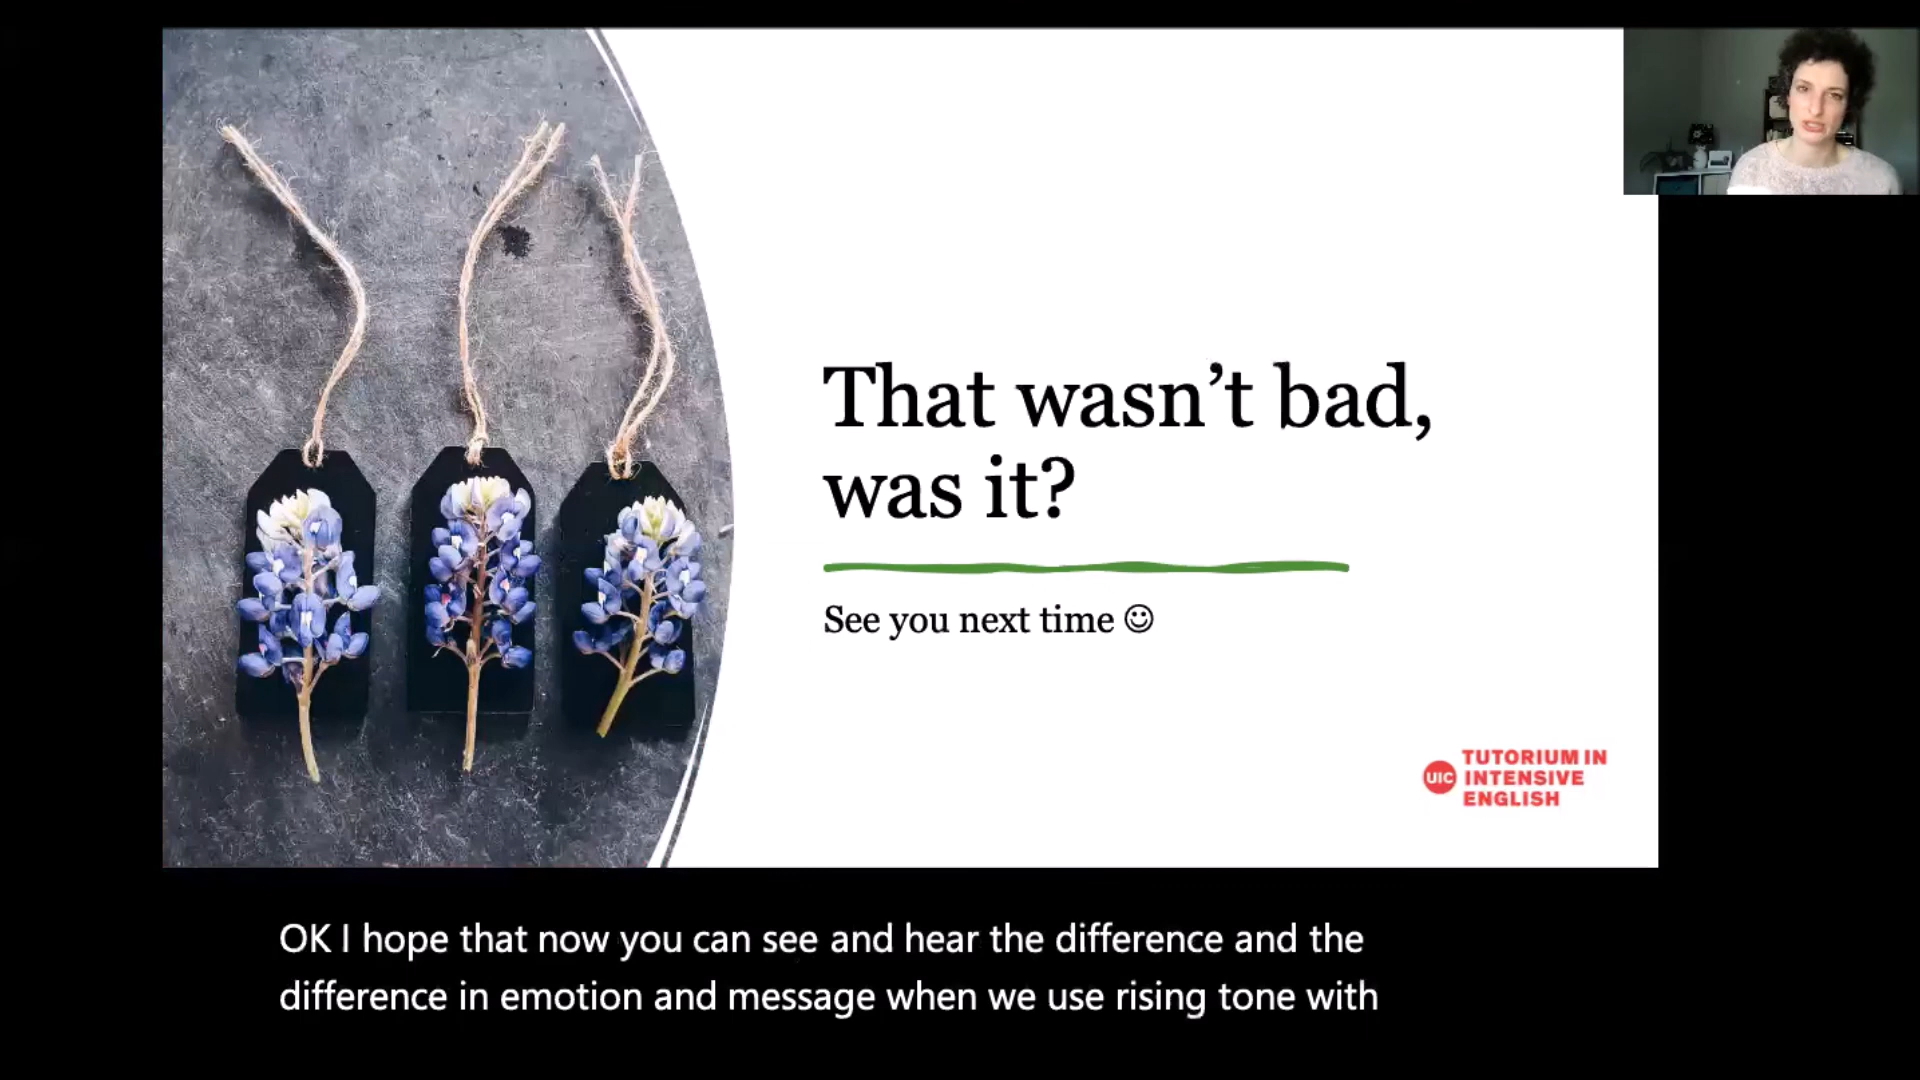 That wasn’t bad,
was it?
See you next time ☺
UIC
TUTORIUM IN
INTENSIVE
ENGLISH
OK I hope that now you can see and hear the difference and the
difference in emotion and message when we use rising tone with